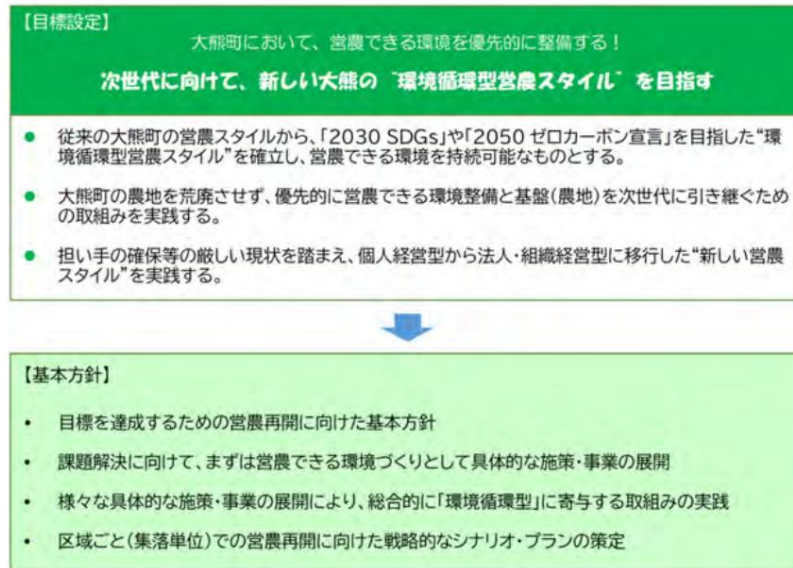 【目標設定】
大熊町において、営農できる環境を優先的に整備する！
次世代に向けて、新しい大熊の“環境循環型営農スタイル”を目指す
● 従来の大熊町の営農スタイルから、「2030 SDGs」や「2050 ゼロカーボン宣言」を目指した“環
境循環型営農スタイル”を確立し、営農できる環境を持続可能なものとする。
● 大熊町の農地を荒廃させず、優先的に営農できる環境整備と基盤(農地)を次世代に引き継ぐため
の取組みを実践する。
● 担い手の確保等の厳しい現状を踏まえ、個人経営型から法人・組織経営型に移行した“新しい営農
スタイル”を実践する。
【基本方針】
• 目標を達成するための営農再開に向けた基本方針
• 課題解決に向けて、まずは営農できる環境づくりとして具体的な施策・事業の展開
• 様々な具体的な施策・事業の展開により、総合的に「環境循環型」に寄与する取組みの実践
• 区域ごと(集落単位)での営農再開に向けた戦略的なシナリオ・プランの策定